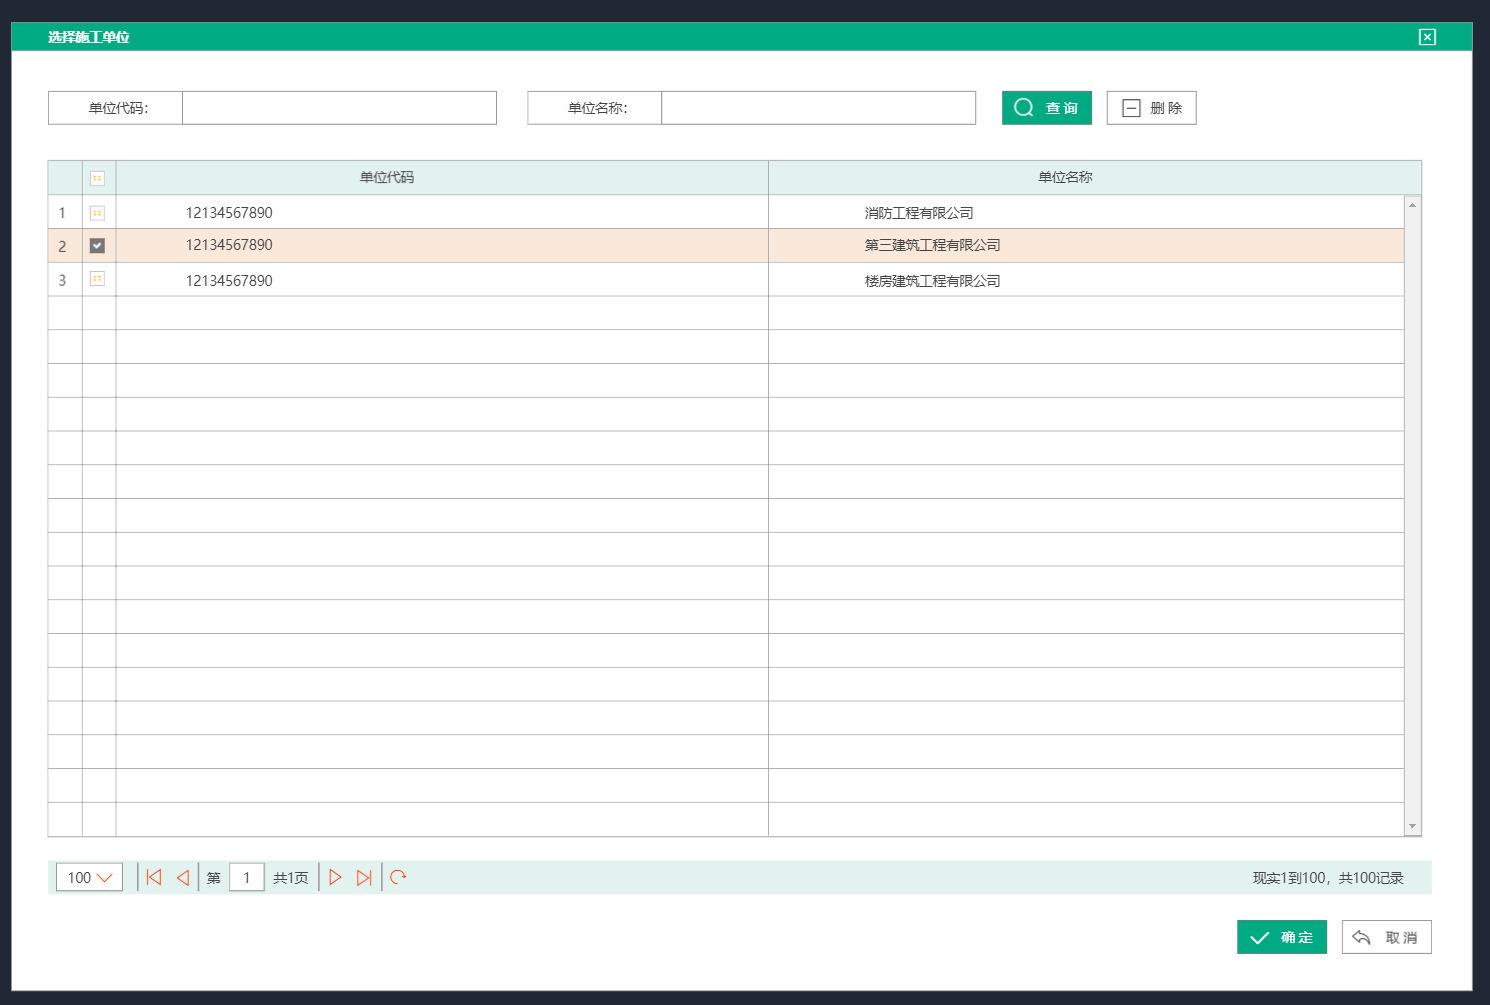 选择施工单位
单位代码： 单位名称： 查询 删除
单位代码 单位名称
1 12134567890 消防工程有限公司
2 12134567890 第三建筑工程有限公司
3 12134567890 楼房建筑工程有限公司
100 第 1 共1页 现实1到100，共100记录
确定 取消